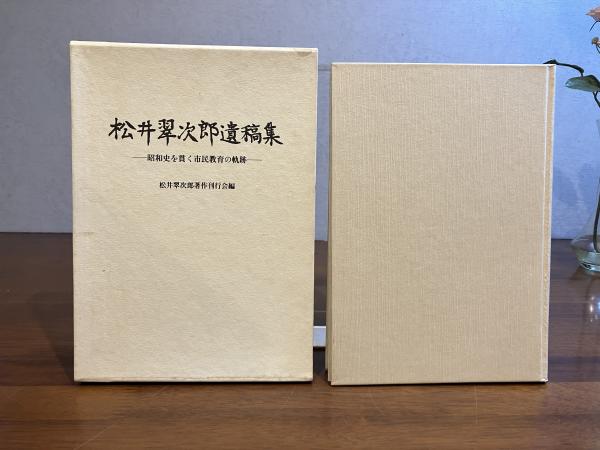 松井翠次郎遺稿集
―昭和史を貫く市民教育の軌跡―
松井翠次郎著作刊行会編